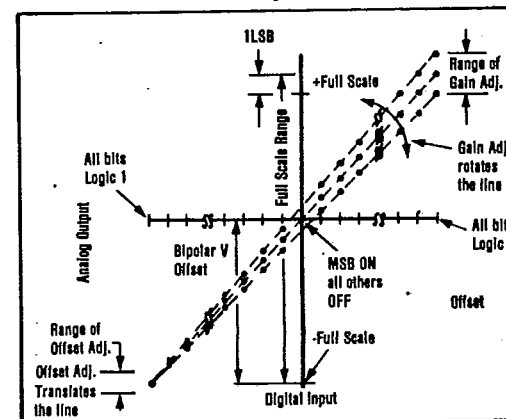 1LSB
+Full Scale
Range of
Gain Adj.
Full Scale Range
Gain Adj
rotates
the line
All bits
Logic 1
Analog Output
Bipolar V
Offset
MSB ON
all others
OFF
All bit
Logic
Offset
Range of
Offset Adj.
Offset Adj.
Translates
the line
-Full Scale
Digital Input